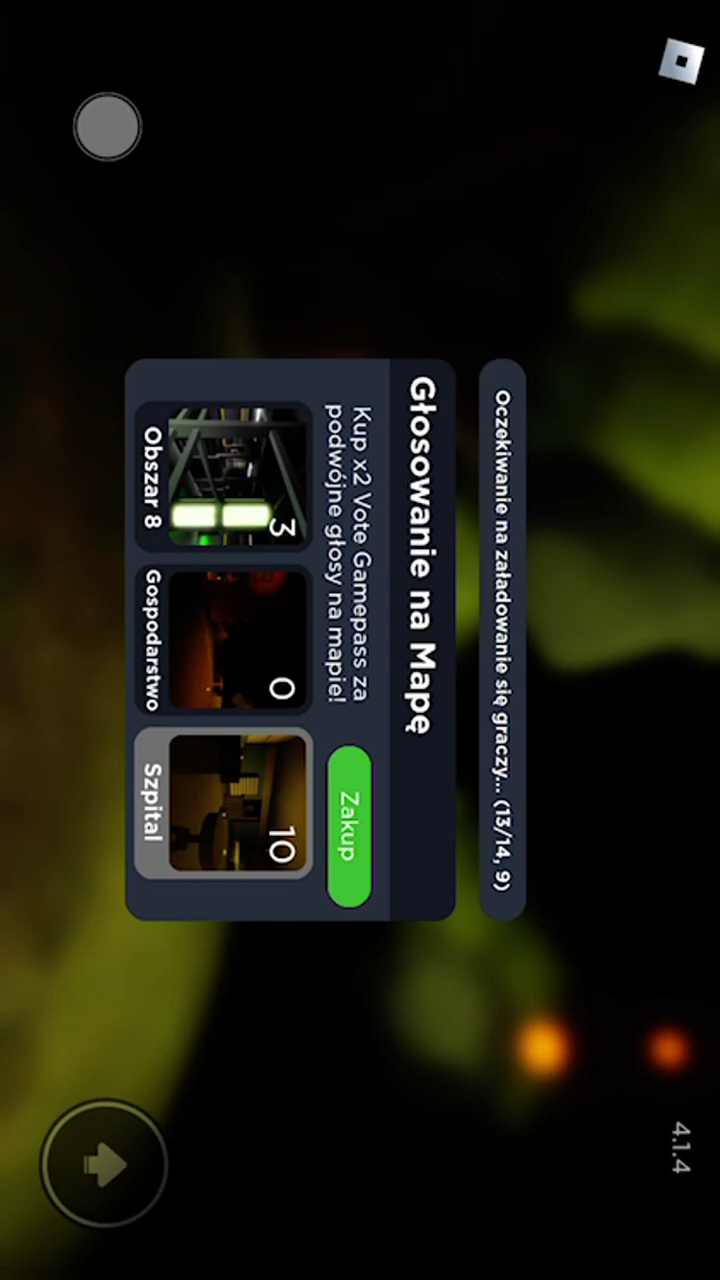 Oczekiwanie na załadowanie się graczy... (13/14, 9)
Głosowanie na Mapę
Kup x2 Vote Gamepass za
podwójne głosy na mapie!
Zakup
3
0
10
Obszar 8
Gospodarstwo
Szpital
4.1.4